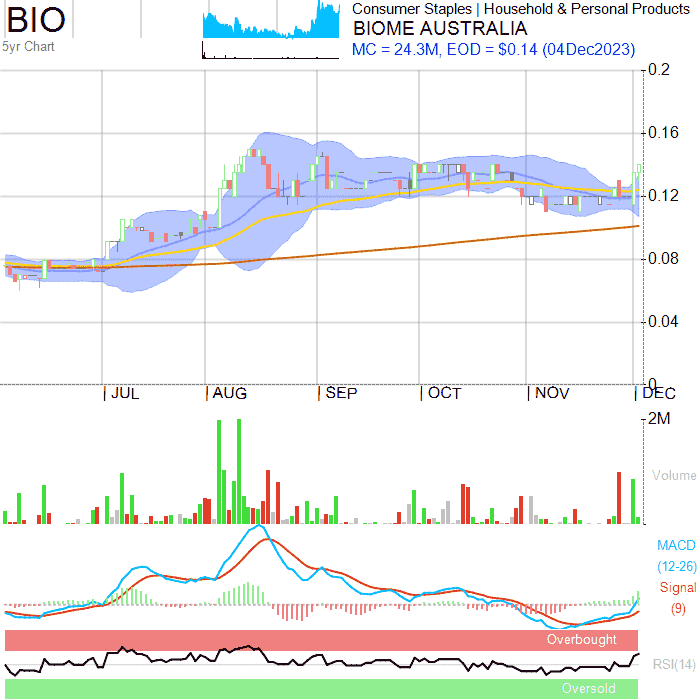 BIO
5yr Chart
Consumer Staples | Household & Personal Products
BIOME AUSTRALIA
MC = 24.3M, EOD = $0.14 (04Dec2023)
0.2
0.16
0.12
0.08
0.04
0
JUL AUG SEP OCT NOV DEC
2M
Volume
MACD
(12-26)
Signal
(9)
Overbought
RSI(14)
Oversold